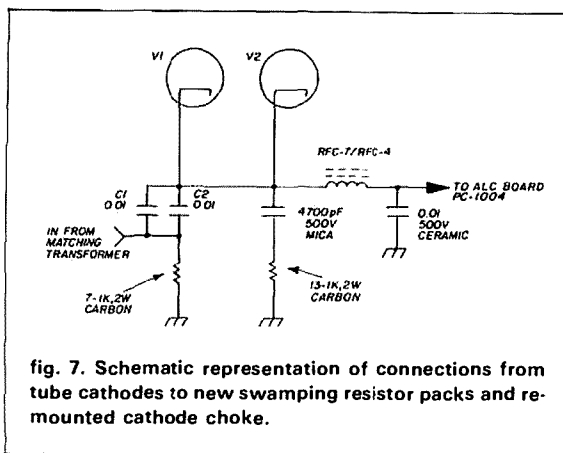 V1
V2
RFC-7/RFC-4
C1
0.01
C2
0.01
TO ALC BOARD
PC-1004
IN FROM
MATCHING
TRANSFORMER
4700pF
500V
MICA
0.01
500V
CERAMIC
7-1K,2W
CARBON
13-1K,2W
CARBON
fig. 7. Schematic representation of connections from
tube cathodes to new swamping resistor packs and re-
mounted cathode choke.